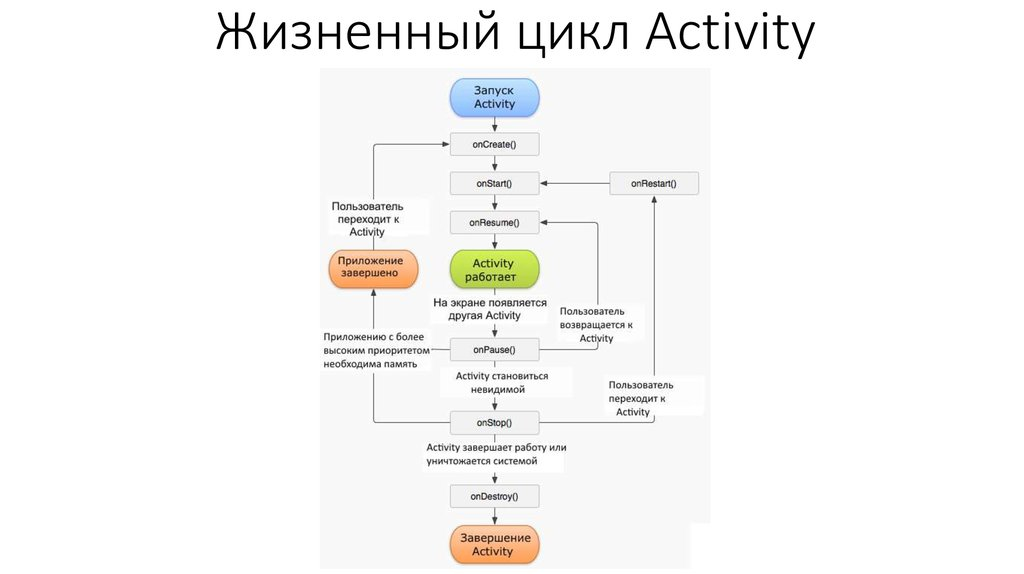 Жизненный цикл Activity
Запуск
Activity
onCreate()
onStart()
onRestart()
Пользователь
переходит к
Activity
onResume()
Приложение
завершено
Activity
работает
На экране появляется
другая Activity
Пользователь
возвращается к
Activity
Приложению с более
высоким приоритетом
необходима память
onPause()
Activity становиться
невидимой
Пользователь
переходит к
Activity
onStop()
Activity завершает работу или
уничтожается системой
onDestroy()
Завершение
Activity